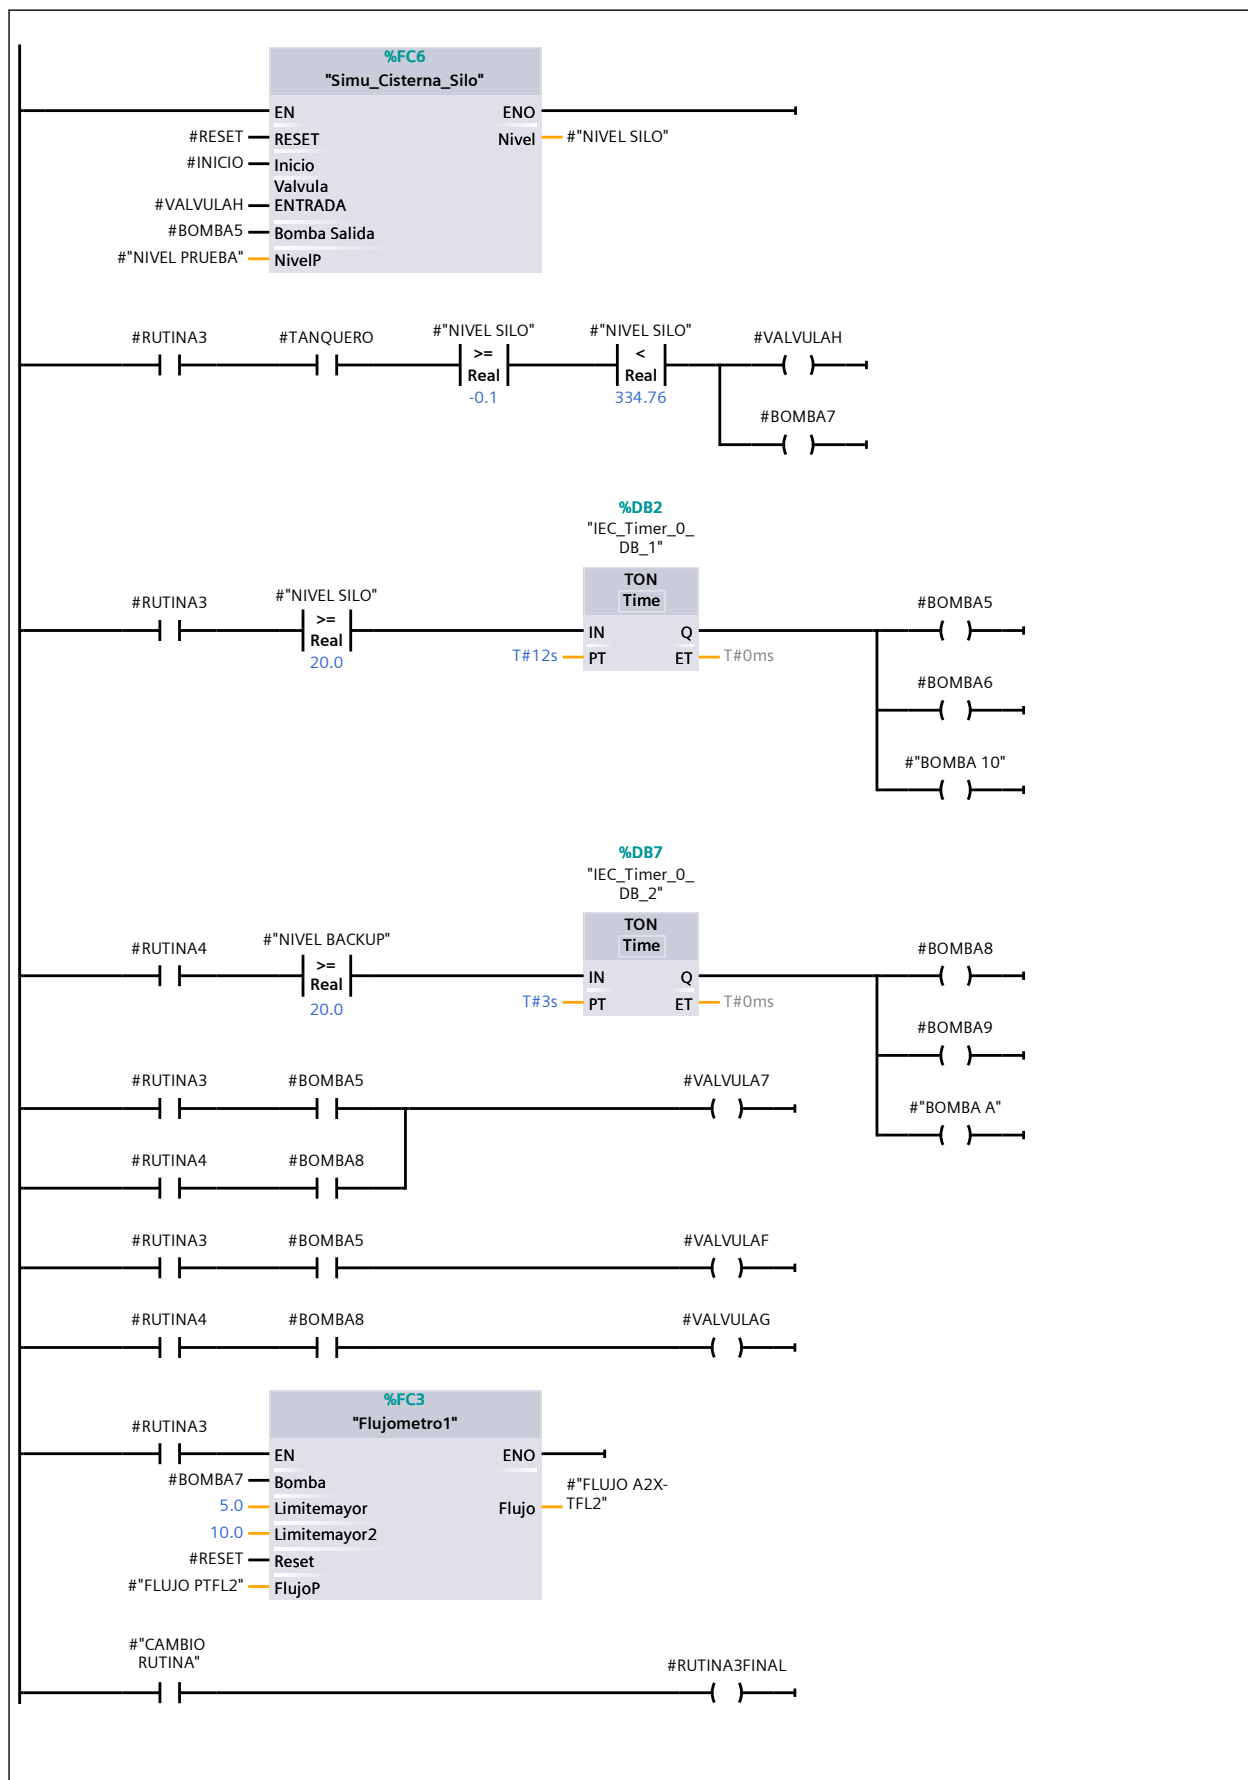 %FC6
"Simu_Cisterna_Silo"
EN ENO
#RESET RESET Nivel #"NIVEL SILO"
#INICIO Inicio
Valvula
#VALVULAH ENTRADA
#BOMBA5 Bomba Salida
#"NIVEL PRUEBA" NivelP
#RUTINA3 #TANQUERO #"NIVEL SILO" #"NIVEL SILO" #VALVULAH
>= <
Real Real
-0.1 334.76
#BOMBA7
%DB2
"IEC_Timer_0_
DB_1"
TON
Time
#RUTINA3 #"NIVEL SILO" #BOMBA5
>=
Real
20.0
IN Q
T#12s PT ET T#0ms
#BOMBA6
#"BOMBA 10"
%DB7
"IEC_Timer_0_
DB_2"
TON
Time
#RUTINA4 #"NIVEL BACKUP" #BOMBA8
>=
Real
20.0
IN Q
T#3s PT ET T#0ms
#BOMBA9
#RUTINA3 #BOMBA5 #VALVULA7
#"BOMBA A"
#RUTINA4 #BOMBA8
#RUTINA3 #BOMBA5 #VALVULAF
#RUTINA4 #BOMBA8 #VALVULAG
%FC3
"Flujometro1"
#RUTINA3
EN ENO
#BOMBA7 Bomba
5.0 Limitemayor Flujo #"FLUJO A2X-
TFL2"
10.0 Limitemayor2
#RESET Reset
#"FLUJO PTFL2" FlujoP
#"CAMBIO
RUTINA"
#RUTINA3FINAL